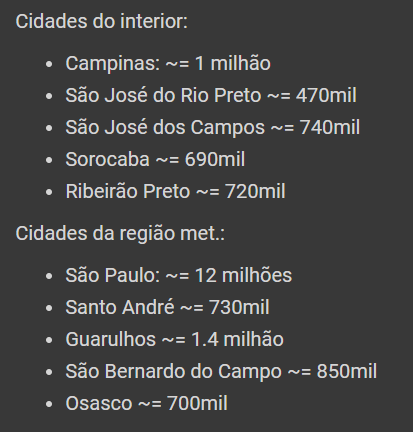 Cidades do interior:
• Campinas: ~= 1 milhão
• São José do Rio Preto ~= 470mil
• São José dos Campos ~= 740mil
• Sorocaba ~= 690mil
• Ribeirão Preto ~= 720mil
Cidades da região met.:
• São Paulo: ~= 12 milhões
• Santo André ~= 730mil
• Guarulhos ~= 1.4 milhão
• São Bernardo do Campo ~= 850mil
• Osasco ~= 700mil